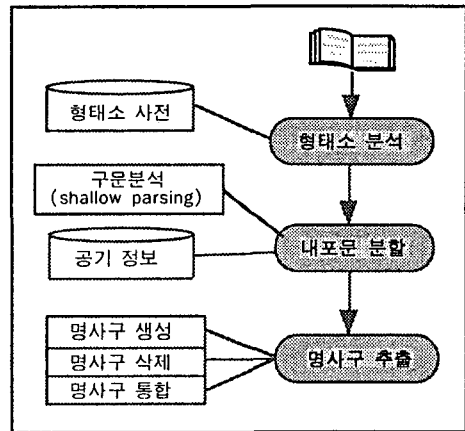 형태소 사전
형태소 분석
구문분석
(shallow parsing)
내포문 분할
공기 정보
명사구 생성
명사구 삭제
명사구 추출
명사구 통합